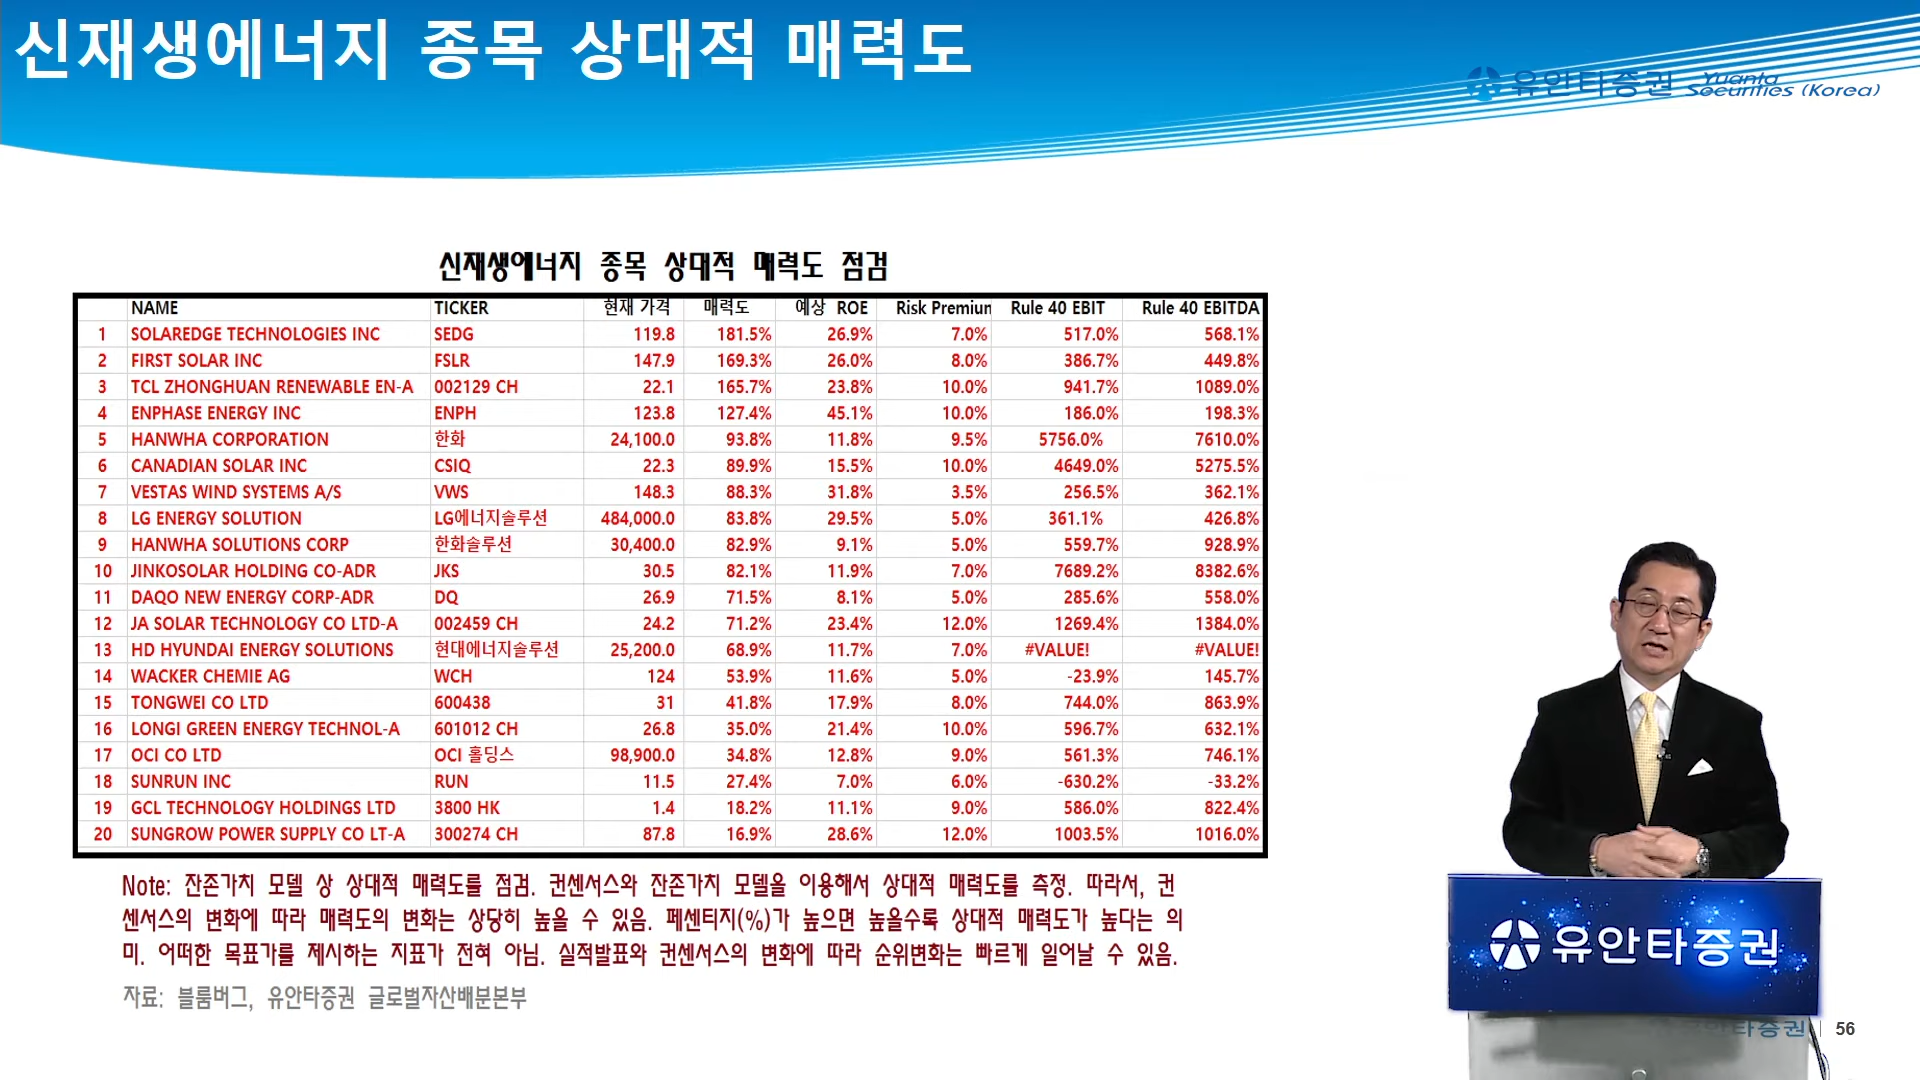 신재생에너지 종목 상대적 매력도
유안타증권 Yuanta Securities (Korea)
신재생에너지 종목 상대적 매력도 점검
NAME TICKER 현재 가격 매력도 예상 ROE Risk Premium Rule 40 EBIT Rule 40 EBITDA
1 SOLAREDGE TECHNOLOGIES INC SEDG 119.8 181.5% 26.9% 7.0% 517.0% 568.1%
2 FIRST SOLAR INC FSLR 147.9 169.3% 26.0% 8.0% 386.7% 449.8%
3 TCL ZHONGHUAN RENEWABLE EN-A 002129 CH 22.1 165.7% 23.8% 10.0% 941.7% 1089.0%
4 ENPHASE ENERGY INC ENPH 123.8 127.4% 45.1% 10.0% 186.0% 198.3%
5 HANWHA CORPORATION 한화 24,100.0 93.8% 11.8% 9.5% 5756.0% 7610.0%
6 CANADIAN SOLAR INC CSIQ 22.3 89.9% 15.5% 10.0% 4649.0% 5275.5%
7 VESTAS WIND SYSTEMS A/S VWS 148.3 88.3% 31.8% 3.5% 256.5% 362.1%
8 LG ENERGY SOLUTION LG에너지솔루션 484,000.0 83.8% 29.5% 5.0% 361.1% 426.8%
9 HANWHA SOLUTIONS CORP 한화솔루션 30,400.0 82.9% 9.1% 5.0% 559.7% 928.9%
10 JINKOSOLAR HOLDING CO-ADR JKS 30.5 82.1% 11.9% 7.0% 7689.2% 8382.6%
11 DAQO NEW ENERGY CORP-ADR DQ 26.9 71.5% 8.1% 5.0% 285.6% 558.0%
12 JA SOLAR TECHNOLOGY CO LTD-A 002459 CH 24.2 71.2% 23.4% 12.0% 1269.4% 1384.0%
13 HD HYUNDAI ENERGY SOLUTIONS 현대에너지솔루션 25,200.0 68.9% 11.7% 7.0% #VALUE! #VALUE!
14 WACKER CHEMIE AG WCH 124 53.9% 11.6% 5.0% -23.9% 145.7%
15 TONGWEI CO LTD 600438 31 41.8% 17.9% 8.0% 744.0% 863.9%
16 LONGI GREEN ENERGY TECHNOL-A 601012 CH 26.8 35.0% 21.4% 10.0% 596.7% 632.1%
17 OCI CO LTD OCI 홀딩스 98,900.0 34.8% 12.8% 9.0% 561.3% 746.1%
18 SUNRUN INC RUN 11.5 27.4% 7.0% 6.0% -630.2% -33.2%
19 GCL TECHNOLOGY HOLDINGS LTD 3800 HK 1.4 18.2% 11.1% 9.0% 586.0% 822.4%
20 SUNGROW POWER SUPPLY CO LT-A 300274 CH 87.8 16.9% 28.6% 12.0% 1003.5% 1016.0%
Note: 잔존가치 모델 상 상대적 매력도를 점검. 컨센서스와 잔존가치 모델을 이용해서 상대적 매력도를 측정. 따라서, 컨
센서스의 변화에 따라 매력도의 변화는 상당히 높을 수 있음. 페센티지(%)가 높으면 높을수록 상대적 매력도가 높다는 의
미. 어떠한 목표가를 제시하는 지표가 전혀 아님. 실적발표와 컨센서스의 변화에 따라 순위변화는 빠르게 일어날 수 있음.
자료: 블룸버그, 유안타증권 글로벌자산배분본부
유안타증권
유안타증권 56